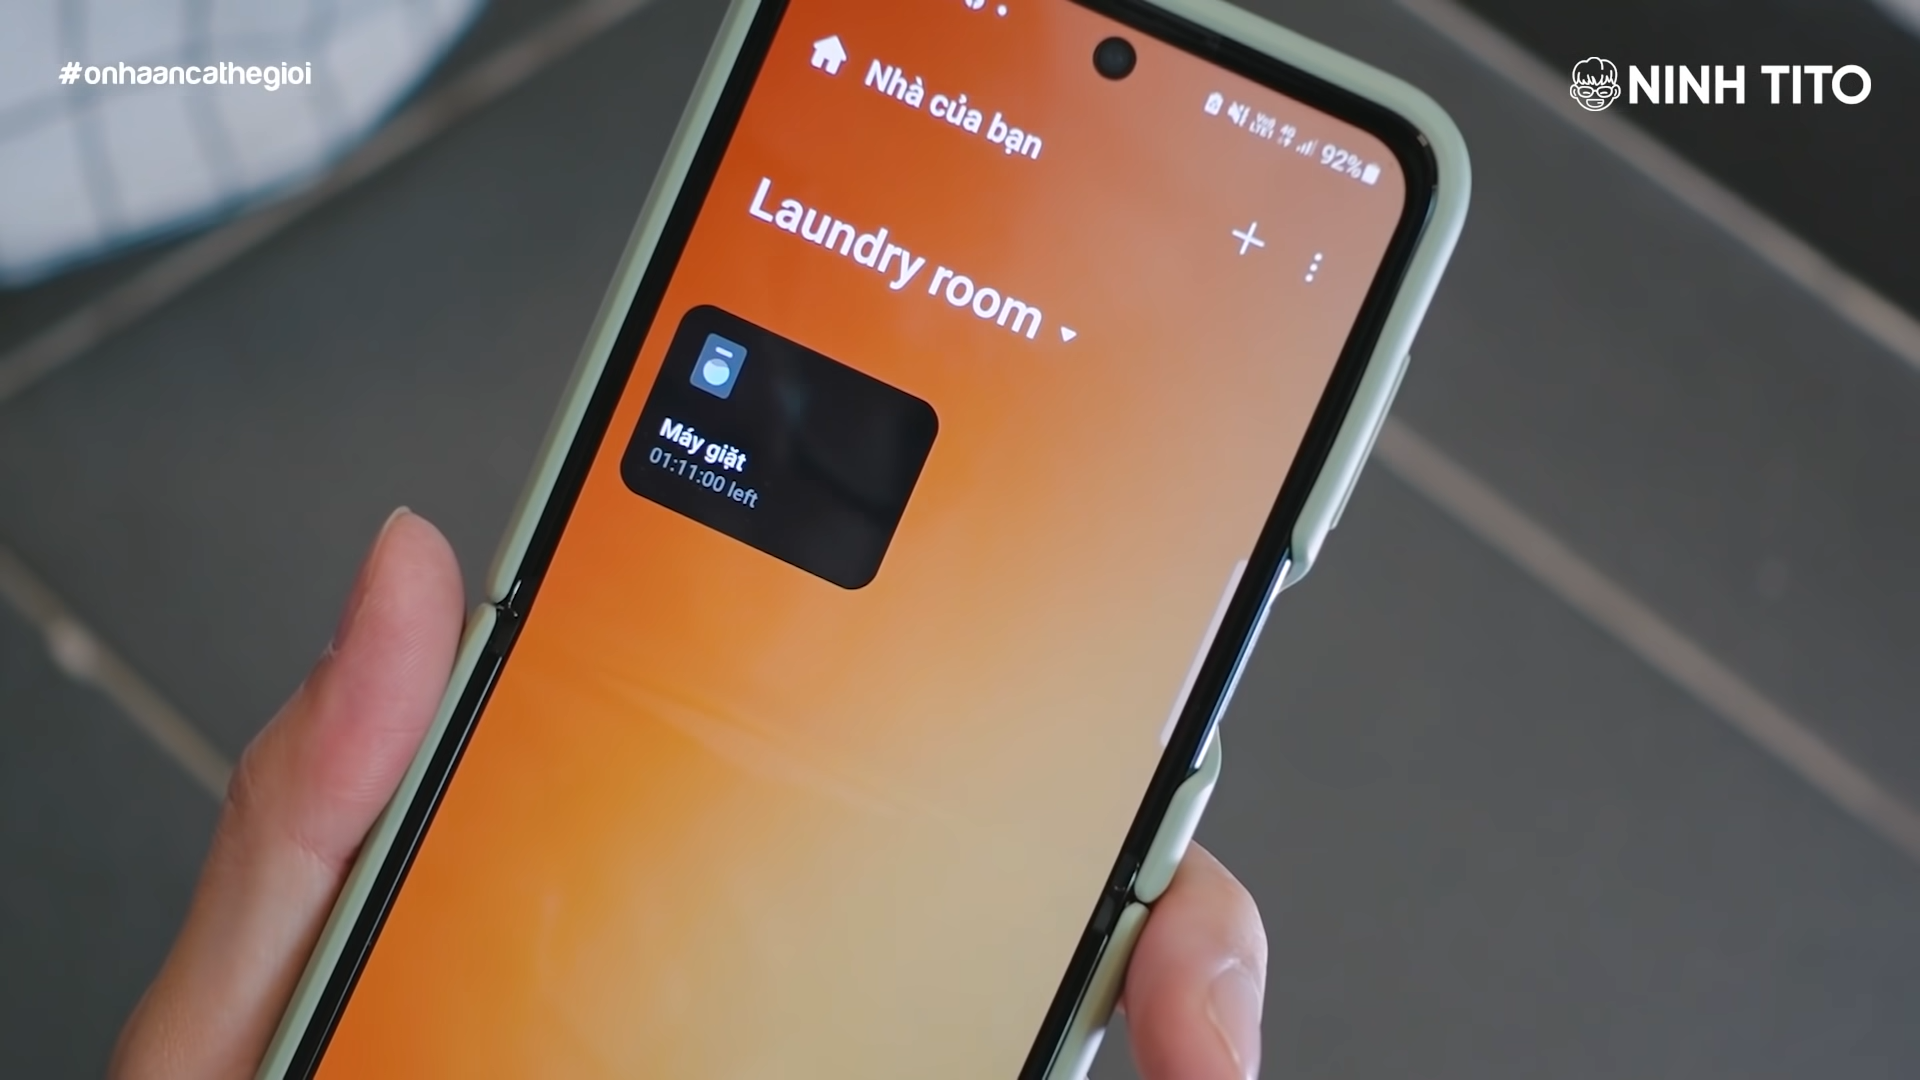 #onhaancathegioi
NINH TITO
Nhà của bạn
92%
Laundry room
Máy giặt
01:11:00 left